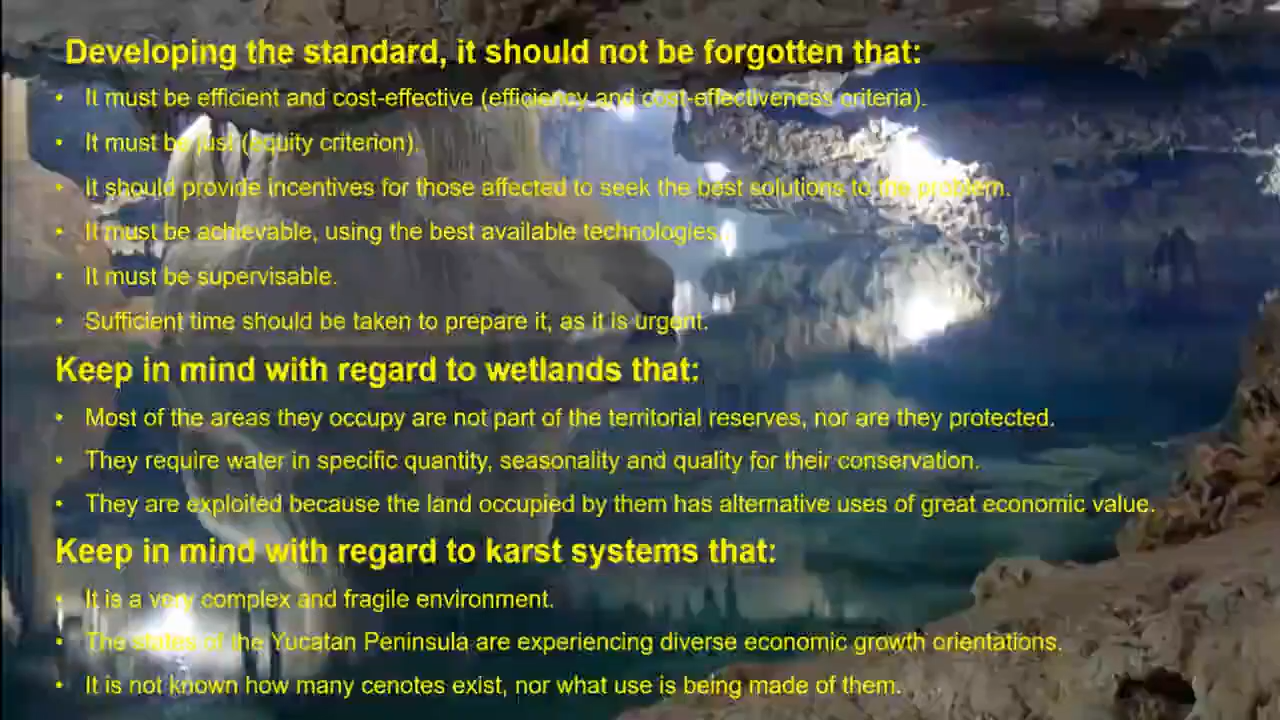 Developing the standard, it should not be forgotten that:
• It must be efficient and cost-effective (efficiency and cost-effectiveness criteria).
• It must be just (equity criterion).
• It should provide incentives for those affected to seek the best solutions to the problem.
• It must be achievable, using the best available technologies.
• It must be supervisable.
• Sufficient time should be taken to prepare it, as it is urgent.
Keep in mind with regard to wetlands that:
• Most of the areas they occupy are not part of the territorial reserves, nor are they protected.
• They require water in specific quantity, seasonality and quality for their conservation.
• They are exploited because the land occupied by them has alternative uses of great economic value.
Keep in mind with regard to karst systems that:
• It is a very complex and fragile environment.
• The states of the Yucatan Peninsula are experiencing diverse economic growth orientations.
• It is not known how many cenotes exist, nor what use is being made of them.